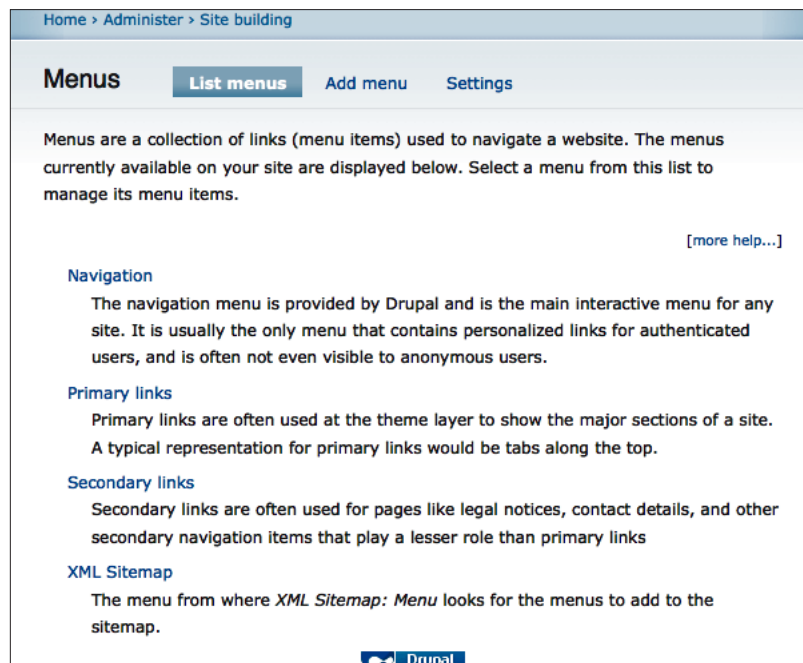 Home › Administer › Site building
Menus List menus Add menu Settings
Menus are a collection of links (menu items) used to navigate a website. The menus
currently available on your site are displayed below. Select a menu from this list to
manage its menu items.
[more help...]
Navigation
The navigation menu is provided by Drupal and is the main interactive menu for any
site. It is usually the only menu that contains personalized links for authenticated
users, and is often not even visible to anonymous users.
Primary links
Primary links are often used at the theme layer to show the major sections of a site.
A typical representation for primary links would be tabs along the top.
Secondary links
Secondary links are often used for pages like legal notices, contact details, and other
secondary navigation items that play a lesser role than primary links
XML Sitemap
The menu from where XML Sitemap: Menu looks for the menus to add to the
sitemap.
Drupal